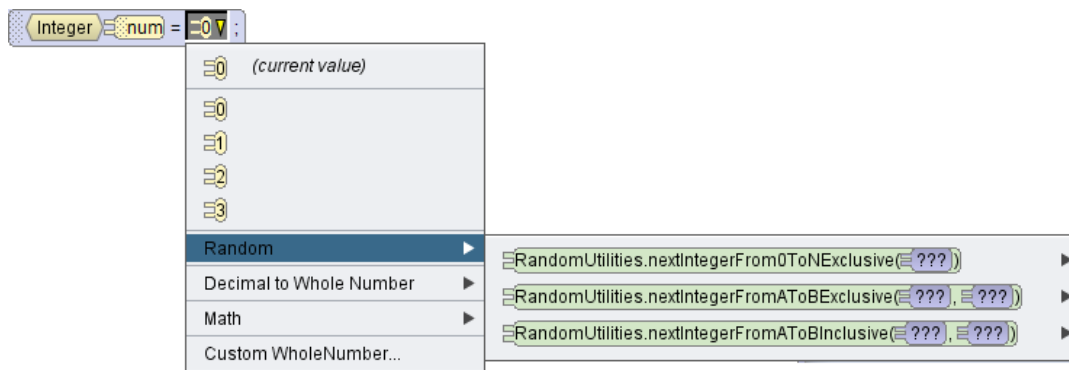 Integer num = 0 ;
0 (current value)
0
1
2
3
Random
RandomUtilities.nextIntegerFrom0ToNExclusive( ??? )
RandomUtilities.nextIntegerFromAToBExclusive( ??? , ??? )
RandomUtilities.nextIntegerFromAToBInclusive( ??? , ??? )
Decimal to Whole Number
Math
Custom WholeNumber...